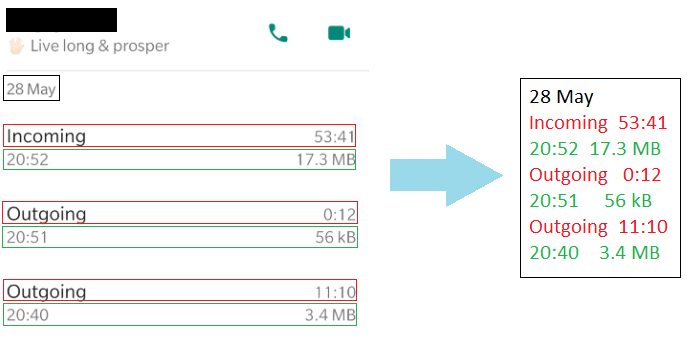 🖖🏻 Live long & prosper
28 May
Incoming 53:41
20:52 17.3 MB
Outgoing 0:12
20:51 56 kB
Outgoing 11:10
20:40 3.4 MB
28 May
Incoming 53:41
20:52 17.3 MB
Outgoing 0:12
20:51 56 kB
Outgoing 11:10
20:40 3.4 MB